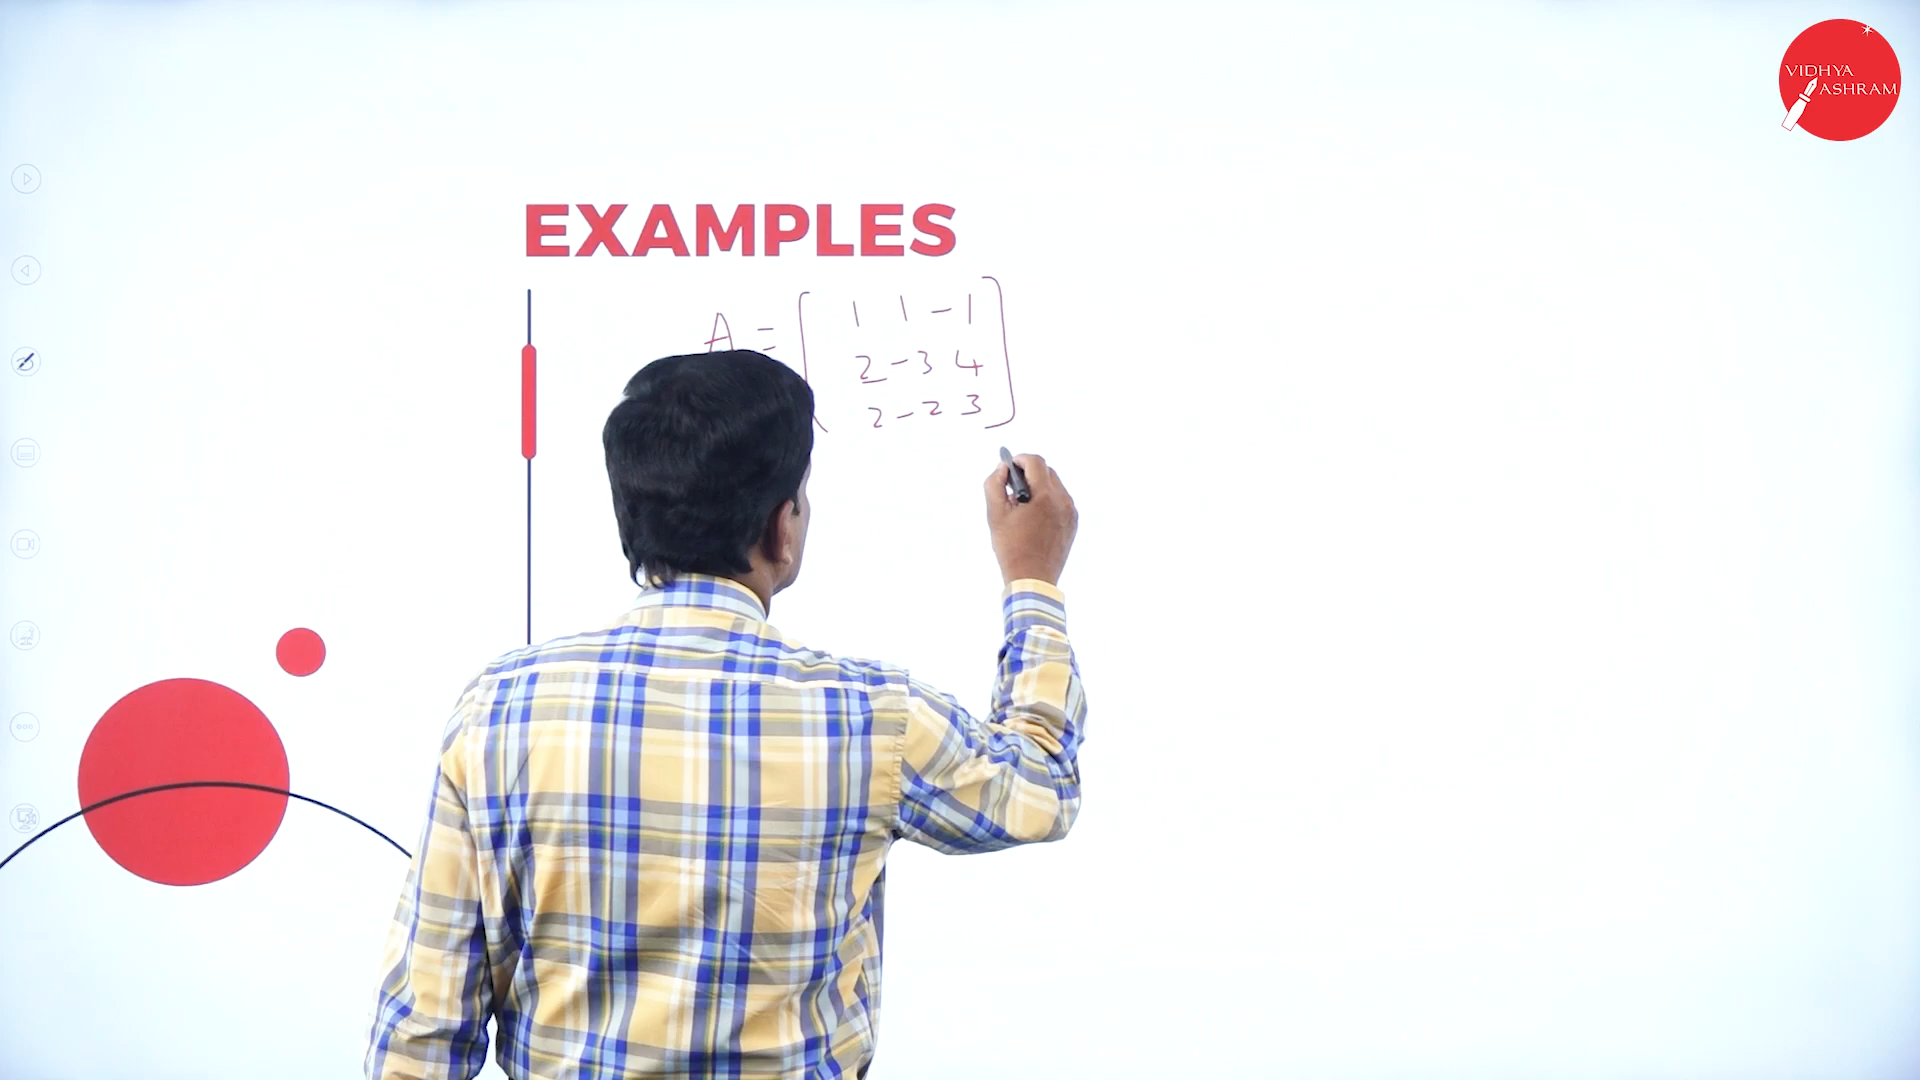 VIDHYA
ASHRAM
EXAMPLES
A = [ 1 1 -1
2 -3 4
2 -2 3 ]